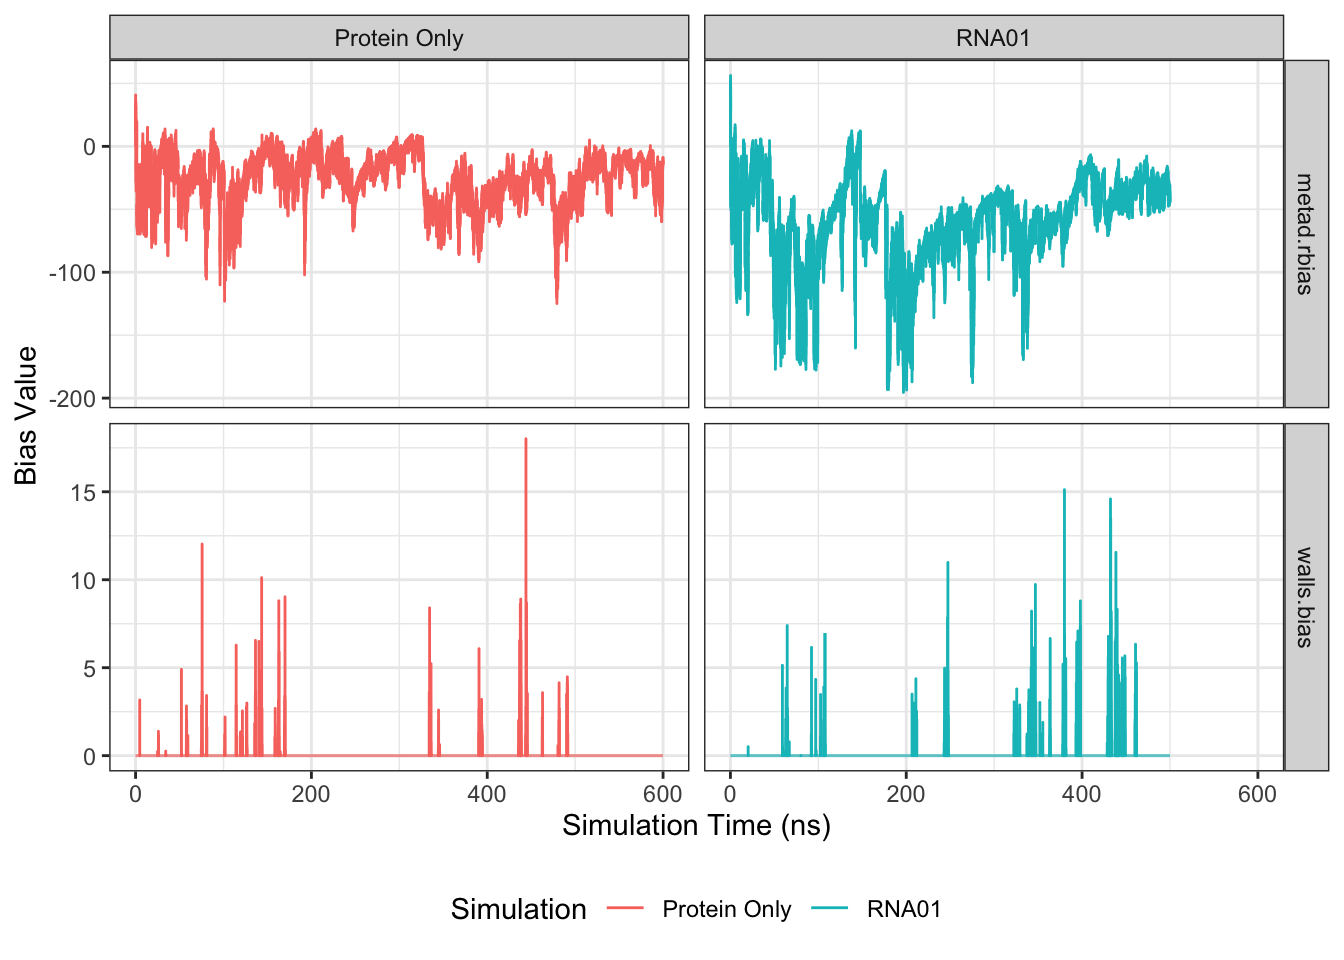 Protein Only
RNA01
0
-100
-200
metad.rbias
Bias Value
15
10
5
0
walls.bias
0 200 400 600 0 200 400 600
Simulation Time (ns)
Simulation Protein Only RNA01